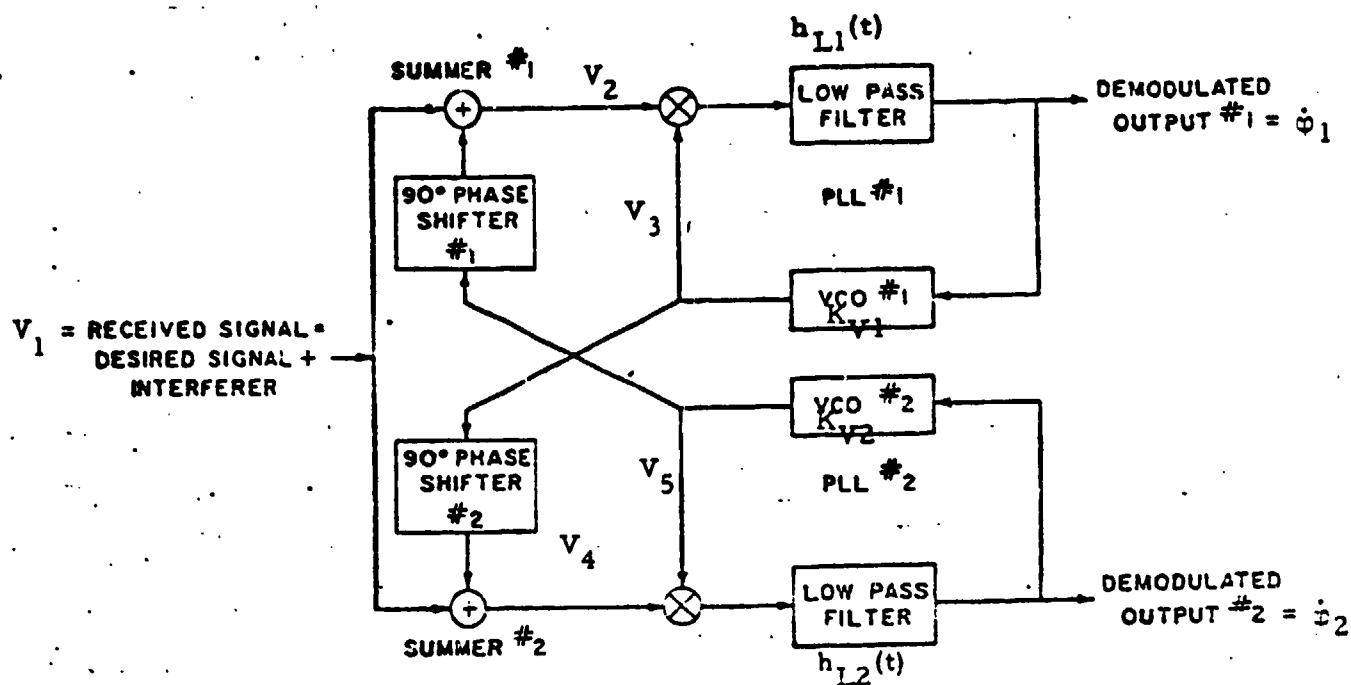 h_L1(t)
SUMMER #1
V_2
LOW PASS
FILTER
DEMODULATED
OUTPUT #1 = φ̇_1
90° PHASE
SHIFTER
#1
V_3
PLL #1
VCO #1
K_V1
V_1 = RECEIVED SIGNAL =
DESIRED SIGNAL +
INTERFERER
VCO #2
K_V2
90° PHASE
SHIFTER
#2
V_5
PLL #2
V_4
LOW PASS
FILTER
DEMODULATED
OUTPUT #2 = φ̇_2
SUMMER #2
h_L2(t)